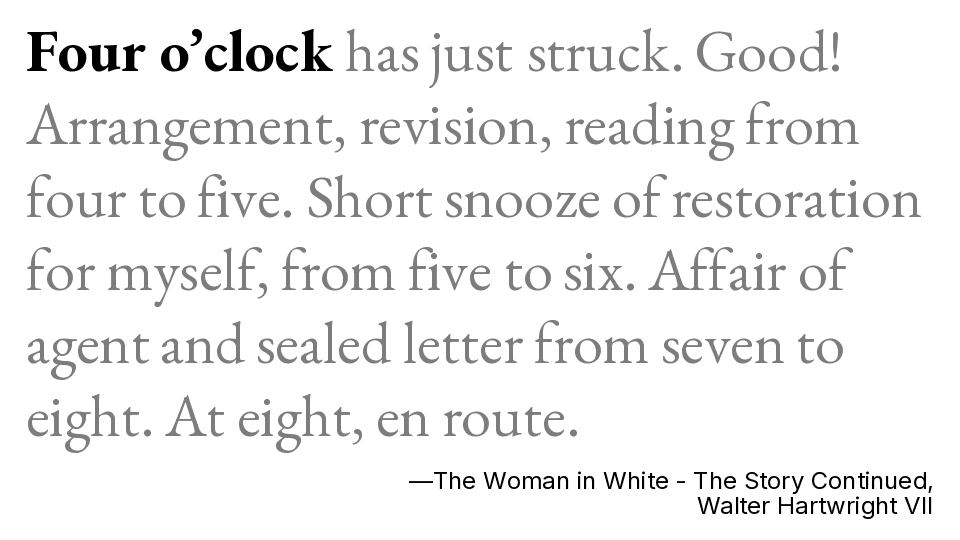 Four o’clock has just struck. Good!
Arrangement, revision, reading from
four to five. Short snooze of restoration
for myself, from five to six. Affair of
agent and sealed letter from seven to
eight. At eight, en route.
—The Woman in White - The Story Continued,
Walter Hartwright VII